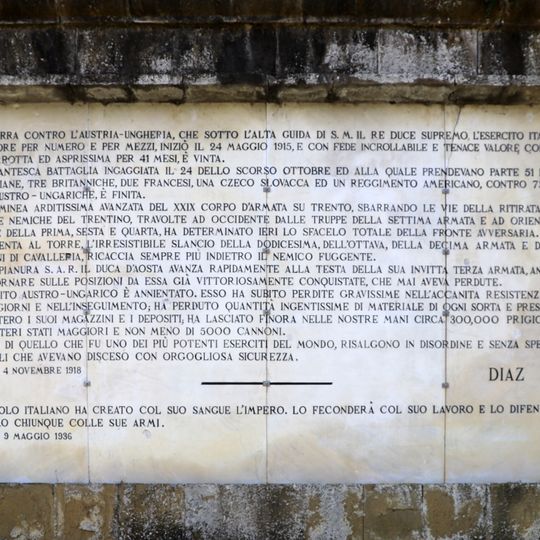 RRA CONTRO L'AUSTRIA-UNGHERIA, CHE SOTTO L'ALTA GUIDA DI S. M. IL RE DUCE SUPREMO, L'ESERCITO ITA
ORE PER NUMERO E PER MEZZI, INIZIÒ IL 24 MAGGIO 1915, E CON FEDE INCROLLABILE E TENACE VALORE CO
ROTTA ED ASPRISSIMA PER 41 MESI, È VINTA.
ANTESCA BATTAGLIA INGAGGIATA IL 24 DELLO SCORSO OTTOBRE ED ALLA QUALE PRENDEVANO PARTE 51
IANE, TRE BRITANNICHE, DUE FRANCESI, UNA CZECO SLOVACCA ED UN REGGIMENTO AMERICANO, CONTRO 7
USTRO-UNGARICHE, È FINITA.
MINEA ARDITISSIMA AVANZATA DEL XXIX CORPO D'ARMATA SU TRENTO, SBARRANDO LE VIE DELLA RITIRATA
E NEMICHE DEL TRENTINO, TRAVOLTE AD OCCIDENTE DALLE TRUPPE DELLA SETTIMA ARMATA E AD ORIEN
E DELLA PRIMA, SESTA E QUARTA, HA DETERMINATO IERI LO SFACELO TOTALE DELLA FRONTE AVVERSARIA.
ENTA AL TORRE, L'IRRESISTIBILE SLANCIO DELLA DODICESIMA, DELL'OTTAVA, DELLA DECIMA ARMATA E D
NI DI CAVALLERIA, RICACCIA SEMPRE PIÙ INDIETRO IL NEMICO FUGGENTE.
PIANURA S. A. R. IL DUCA D'AOSTA AVANZA RAPIDAMENTE ALLA TESTA DELLA SUA INVITTA TERZA ARMATA, AN
ORNARE SULLE POSIZIONI DA ESSA GIÀ VITTORIOSAMENTE CONQUISTATE, CHE MAI AVEVA PERDUTE.
ITO AUSTRO-UNGARICO È ANNIENTATO. ESSO HA SUBITO PERDITE GRAVISSIME NELL'ACCANITA RESISTENZ
GIORNI E NELL'INSEGUIMENTO; HA PERDUTO QUANTITÀ INGENTISSIME DI MATERIALE DI OGNI SORTA E PRES
TERO I SUOI MAGAZZINI E I DEPOSITI; HA LASCIATO FINORA NELLE NOSTRE MANI CIRCA 300,000 PRIGIO
TERI STATI MAGGIORI E NON MENO DI 5000 CANNONI.
DI QUELLO CHE FU UNO DEI PIÙ POTENTI ESERCITI DEL MONDO, RISALGONO IN DISORDINE E SENZA SPE
LI CHE AVEVANO DISCESO CON ORGOGLIOSA SICUREZZA.
4 NOVEMBRE 1918
DIAZ
OLO ITALIANO HA CREATO COL SUO SANGUE L'IMPERO. LO FECONDERÀ COL SUO LAVORO E LO DIFEN
O CHIUNQUE COLLE SUE ARMI.
9 MAGGIO 1936